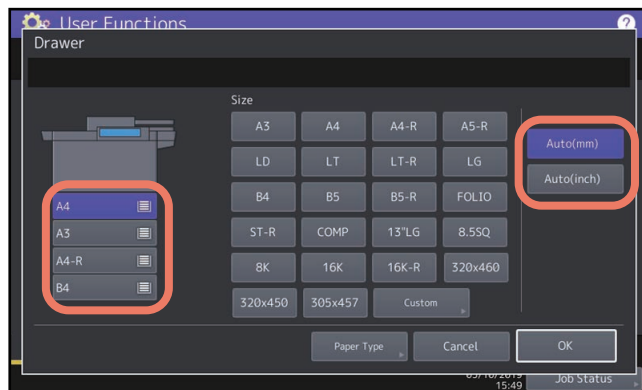 User Functions
?
Drawer
Size
A3 A4 A4-R A5-R
LD LT LT-R LG
B4 B5 B5-R FOLIO
ST-R COMP 13"LG 8.5SQ
8K 16K 16K-R 320x460
320x450 305x457 Custom
Auto(mm)
Auto(inch)
A4
A3
A4-R
B4
Paper Type Cancel OK
15:49 Job Status